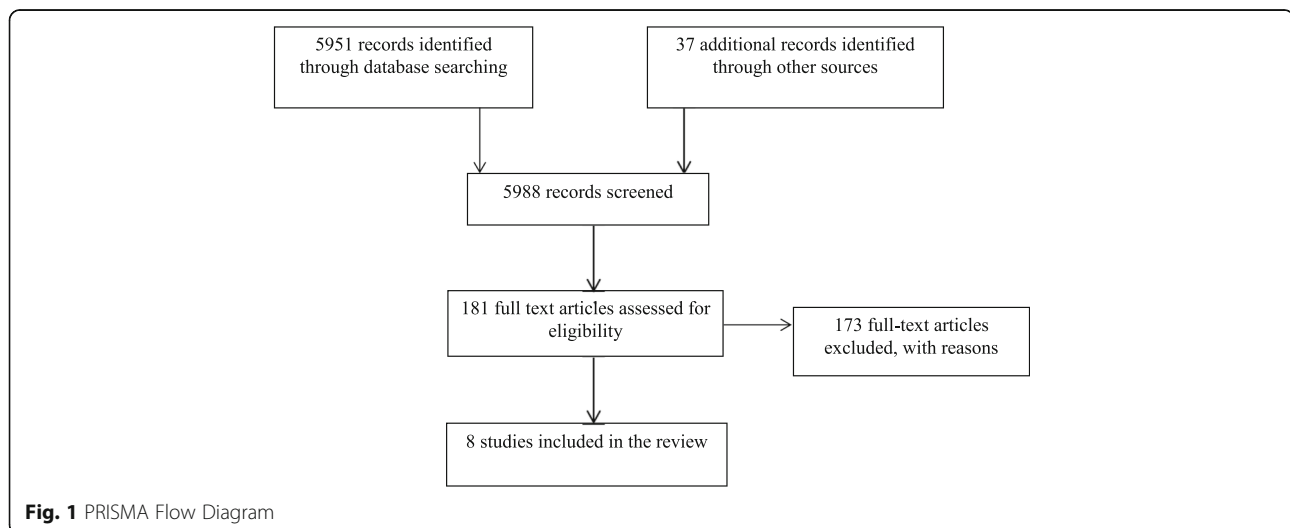 5951 records identified
through database searching
37 additional records identified
through other sources
5988 records screened
181 full text articles assessed for
eligibility
173 full-text articles
excluded, with reasons
8 studies included in the review
Fig. 1 PRISMA Flow Diagram